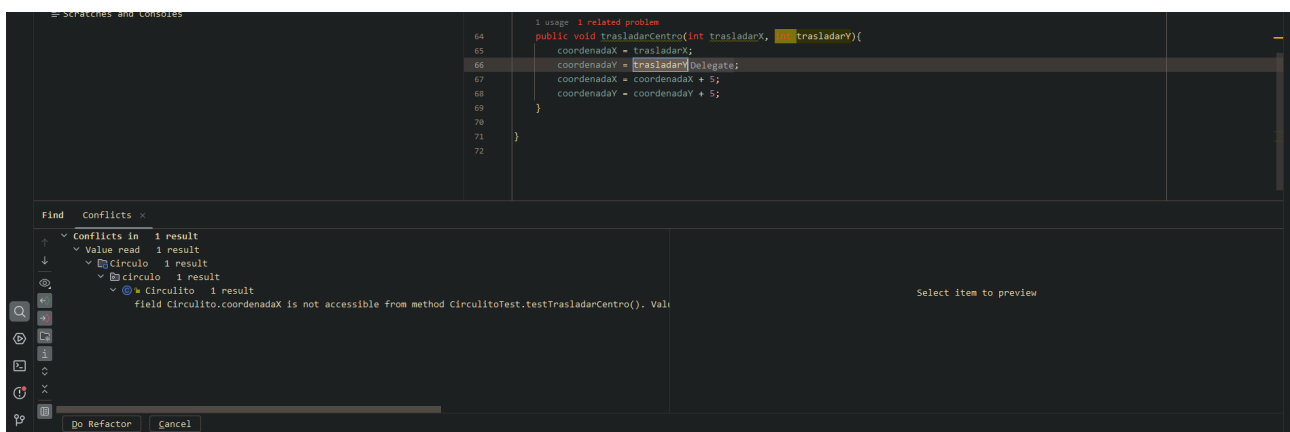 Scratches and Consoles
1 usage 1 related problem
64 public void trasladarCentro(int trasladarX, int trasladarY){
65 coordenadaX = trasladarX;
66 coordenadaY = trasladarY Delegate;
67 coordenadaX = coordenadaX + 5;
68 coordenadaY = coordenadaY + 5;
69 }
70
71 }
72
Find Conflicts ×
Conflicts in 1 result
Value read 1 result
Circulo 1 result
circulo 1 result
Circulito 1 result
field Circulito.coordenadaX is not accessible from method CirculitoTest.testTrasladarCentro(). Valu
Select item to preview
Do Refactor Cancel